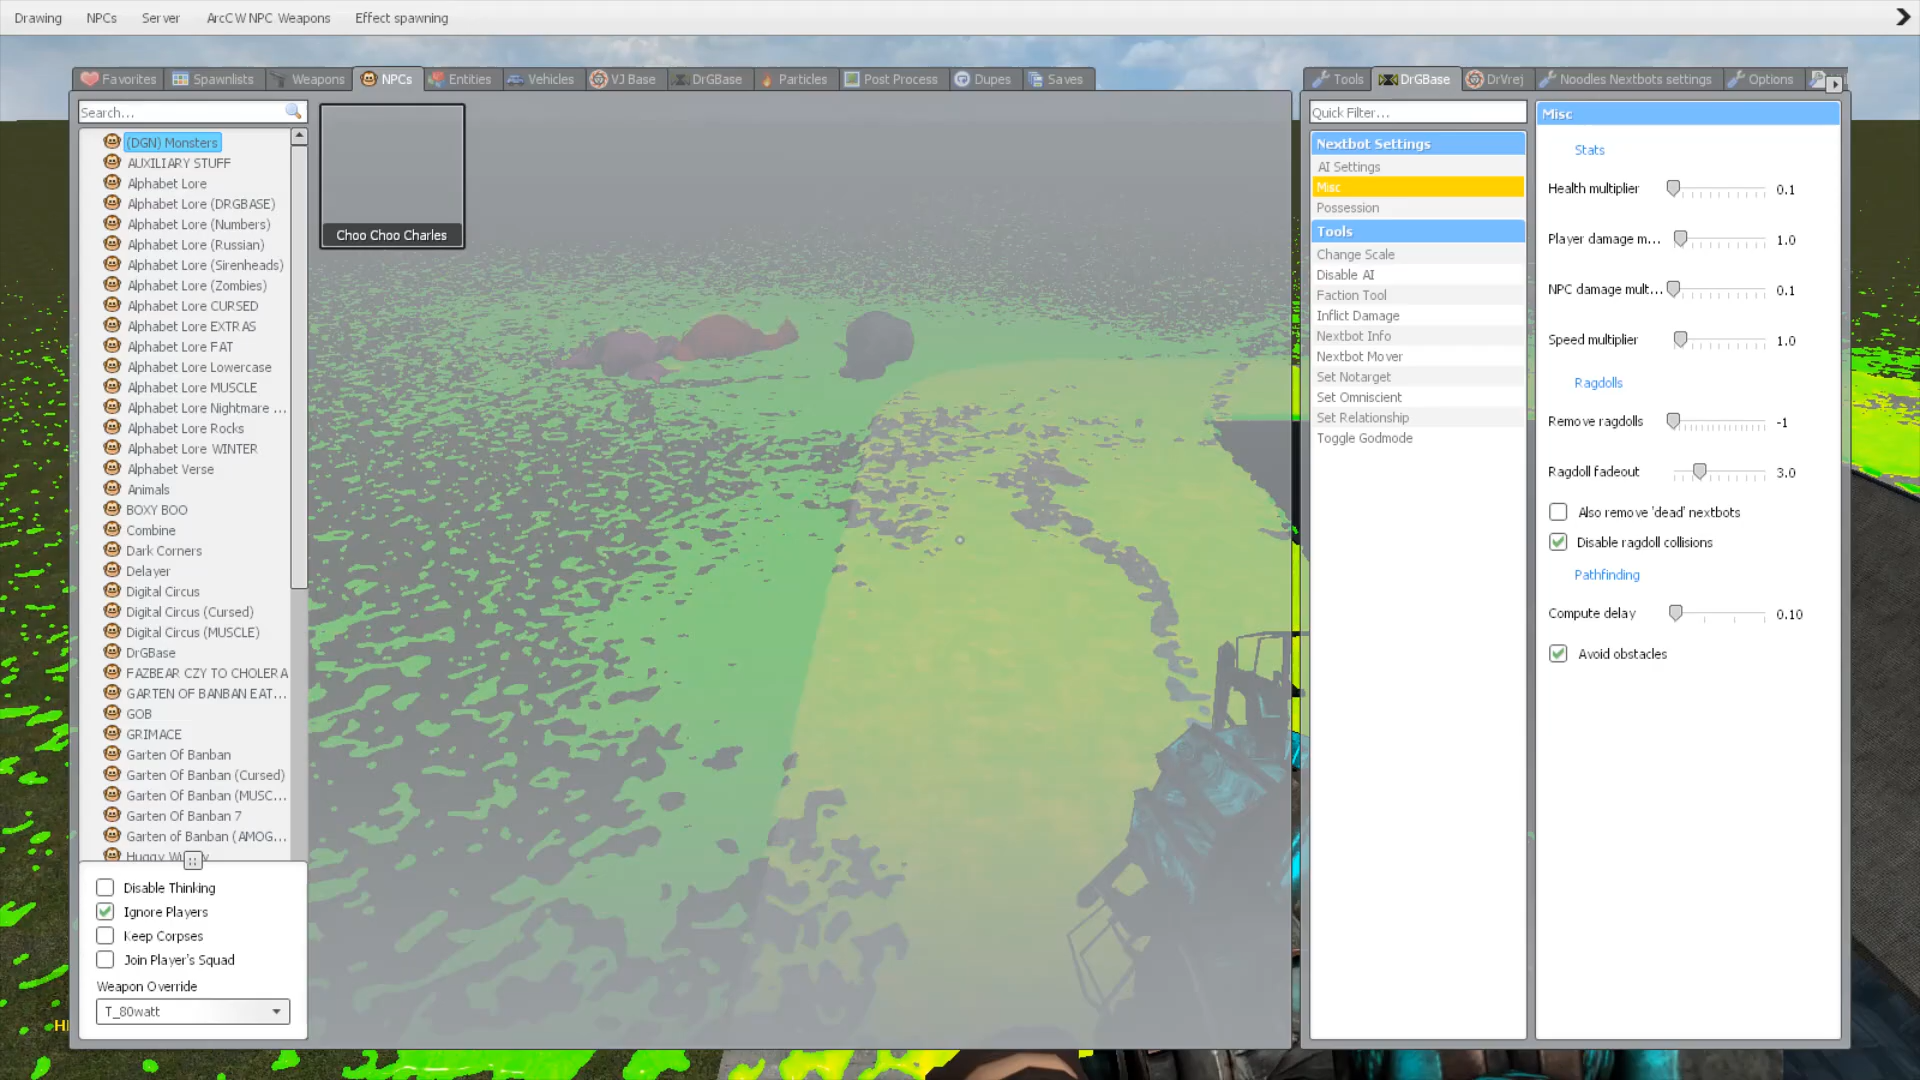 Drawing NPCs Server ArcCW NPC Weapons Effect spawning
Favorites Spawnlists Weapons NPCs Entities Vehicles VJ Base DrGBase Particles Post Process Dupes Saves
Search...
(DGN) Monsters
AUXILIARY STUFF
Alphabet Lore
Alphabet Lore (DRGBASE)
Alphabet Lore (Numbers)
Alphabet Lore (Russian)
Alphabet Lore (Sirenheads)
Alphabet Lore (Zombies)
Alphabet Lore CURSED
Alphabet Lore EXTRAS
Alphabet Lore FAT
Alphabet Lore Lowercase
Alphabet Lore MUSCLE
Alphabet Lore Nightmare ...
Alphabet Lore Rocks
Alphabet Lore WINTER
Alphabet Verse
Animals
BOXY BOO
Combine
Dark Corners
Delayer
Digital Circus
Digital Circus (Cursed)
Digital Circus (MUSCLE)
DrGBase
FAZBEAR CZY TO CHOLERA
GARTEN OF BANBAN EAT...
GOB
GRIMACE
Garten Of Banban
Garten Of Banban (Cursed)
Garten Of Banban (MUSC...
Garten Of Banban 7
Garten of Banban (AMOG...
Disable Thinking
Ignore Players
Keep Corpses
Join Player's Squad
Weapon Override
T_80watt
Choo Choo Charles
Tools DrGBase DrVrej Noodles Nextbots settings Options
Quick Filter...
Nextbot Settings
AI Settings
Misc
Possession
Tools
Change Scale
Disable AI
Faction Tool
Inflict Damage
Nextbot Info
Nextbot Mover
Set Notarget
Set Omniscient
Set Relationship
Toggle Godmode
Misc
Stats
Health multiplier 0.1
Player damage m... 1.0
NPC damage mult... 0.1
Speed multiplier 1.0
Ragdolls
Remove ragdolls -1
Ragdoll fadeout 3.0
Also remove 'dead' nextbots
Disable ragdoll collisions
Pathfinding
Compute delay 0.10
Avoid obstacles